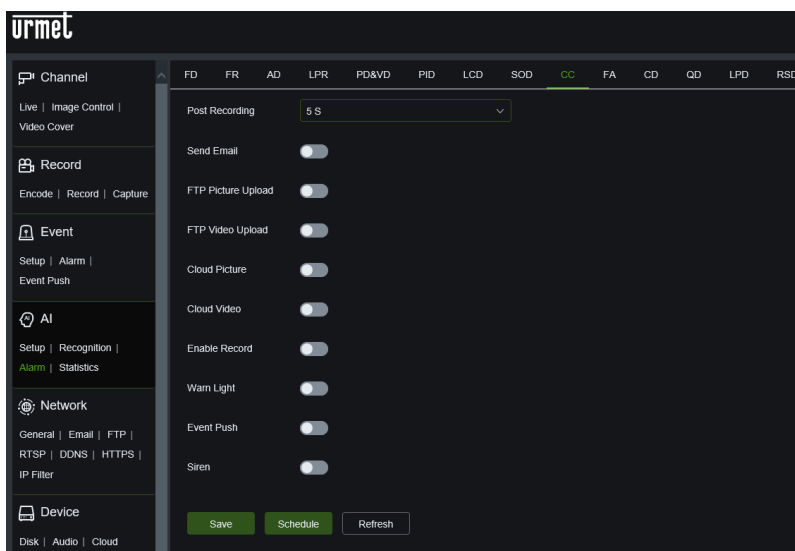 urmet
Channel
Live | Image Control |
Video Cover
Record
Encode | Record | Capture
Event
Setup | Alarm |
Event Push
AI
Setup | Recognition |
Alarm | Statistics
Network
General | Email | FTP |
RTSP | DDNS | HTTPS |
IP Filter
Device
Disk | Audio | Cloud
FD FR AD LPR PD&VD PID LCD SOD CC FA CD QD LPD RSD
Post Recording 5 S
Send Email
FTP Picture Upload
FTP Video Upload
Cloud Picture
Cloud Video
Enable Record
Warn Light
Event Push
Siren
Save Schedule Refresh